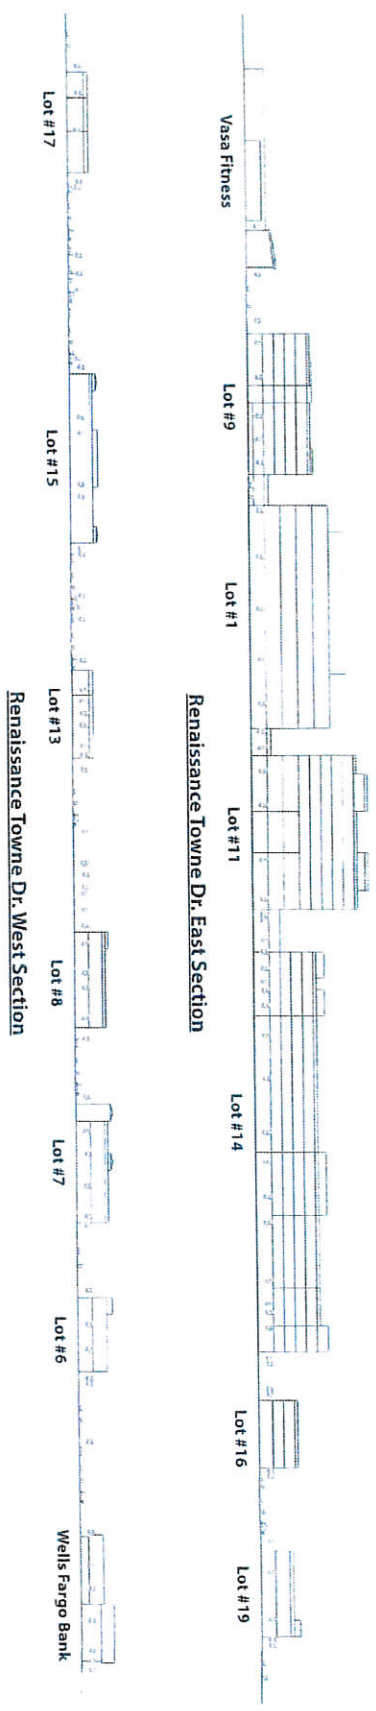 Vasa Fitness
Lot #9
Lot #1
Lot #11
Lot #14
Lot #16
Lot #19
Renaissance Towne Dr. East Section
Lot #17
Lot #15
Lot #13
Lot #8
Lot #7
Lot #6
Wells Fargo Bank
Renaissance Towne Dr. West Section